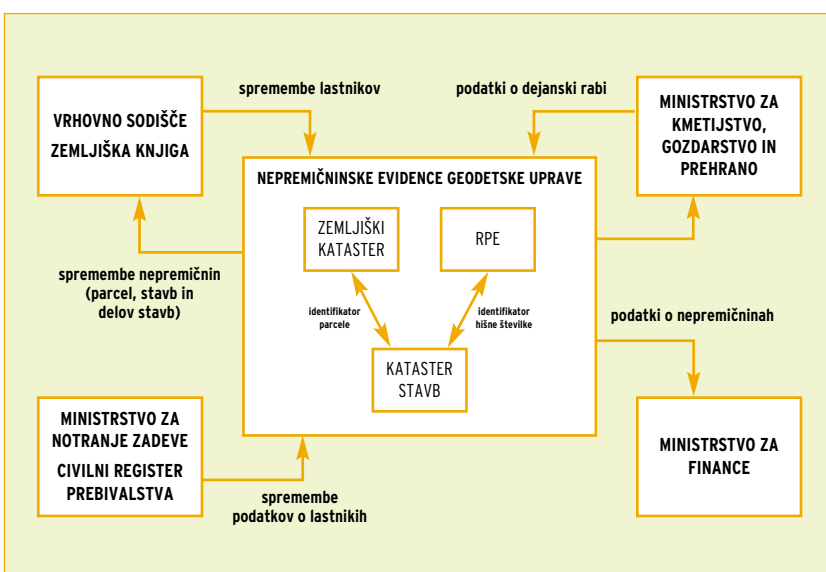 spremembe lastnikov
podatki o dejanski rabi
VRHOVNO SODIŠČE
ZEMLJIŠKA KNJIGA
MINISTRSTVO ZA
KMETIJSTVO,
GOZDARSTVO IN
PREHRANO
NEPREMIČNINSKE EVIDENCE GEODETSKE UPRAVE
ZEMLJIŠKI
KATASTER
RPE
spremembe nepremičnin
(parcel, stavb in
delov stavb)
identifikator
parcele
identifikator
hišne številke
podatki o nepremičninah
KATASTER
STAVB
MINISTRSTVO ZA
NOTRANJE ZADEVE
CIVILNI REGISTER
PREBIVALSTVA
MINISTRSTVO ZA
FINANCE
spremembe
podatkov o lastnikih